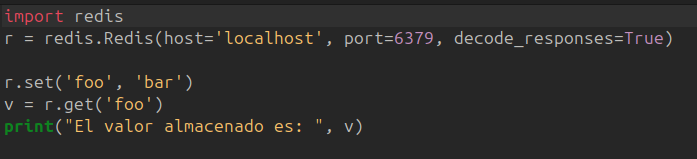 import redis
r = redis.Redis(host='localhost', port=6379, decode_responses=True)
r.set('foo', 'bar')
v = r.get('foo')
print("El valor almacenado es: ", v)